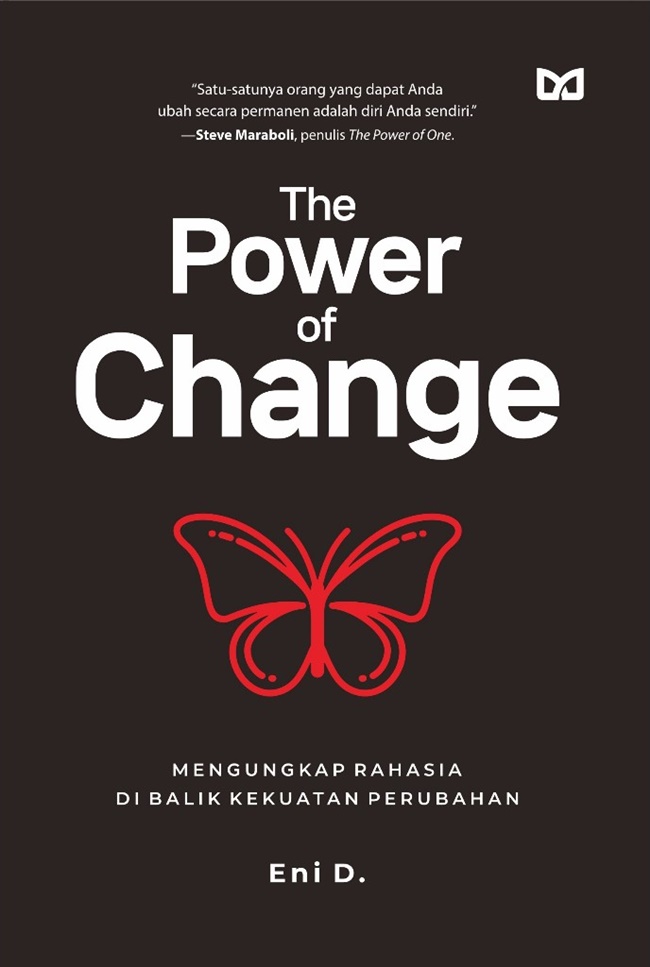 “Satu-satunya orang yang dapat Anda
ubah secara permanen adalah diri Anda sendiri.”
—Steve Maraboli, penulis The Power of One.
The
Power
of
Change
MENGUNGKAP RAHASIA
DI BALIK KEKUATAN PERUBAHAN
Eni D.